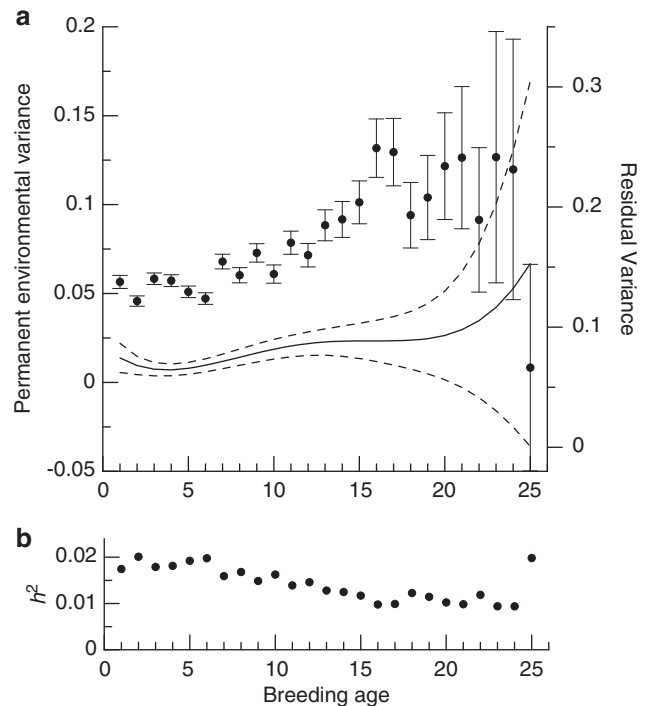 a
Permanent environmental variance
0.2
0.15
0.1
0.05
0
-0.05
0.3
0.2
0.1
0
Residual Variance
0 5 10 15 20 25
b
h²
0.02
0.01
0
0 5 10 15 20 25
Breeding age